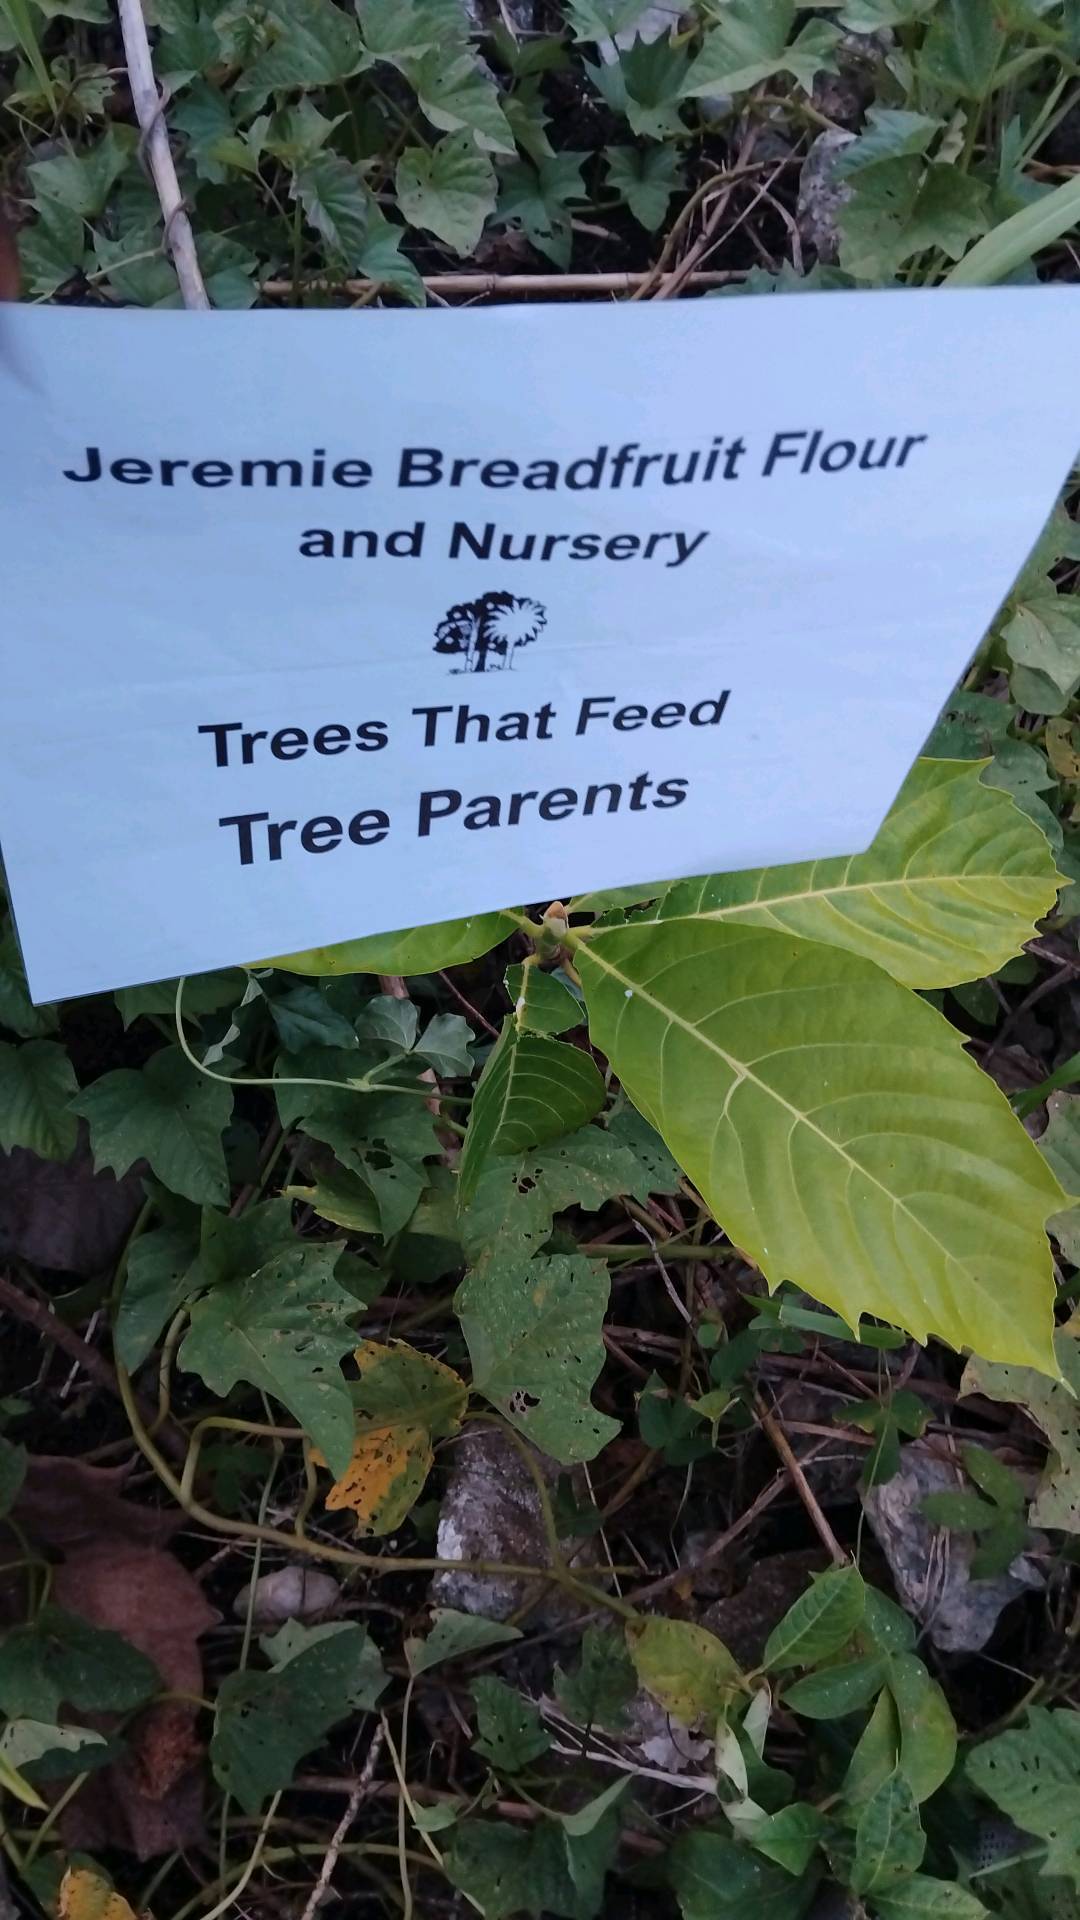 Jeremie Breadfruit Flour
and Nursery
Trees That Feed
Tree Parents